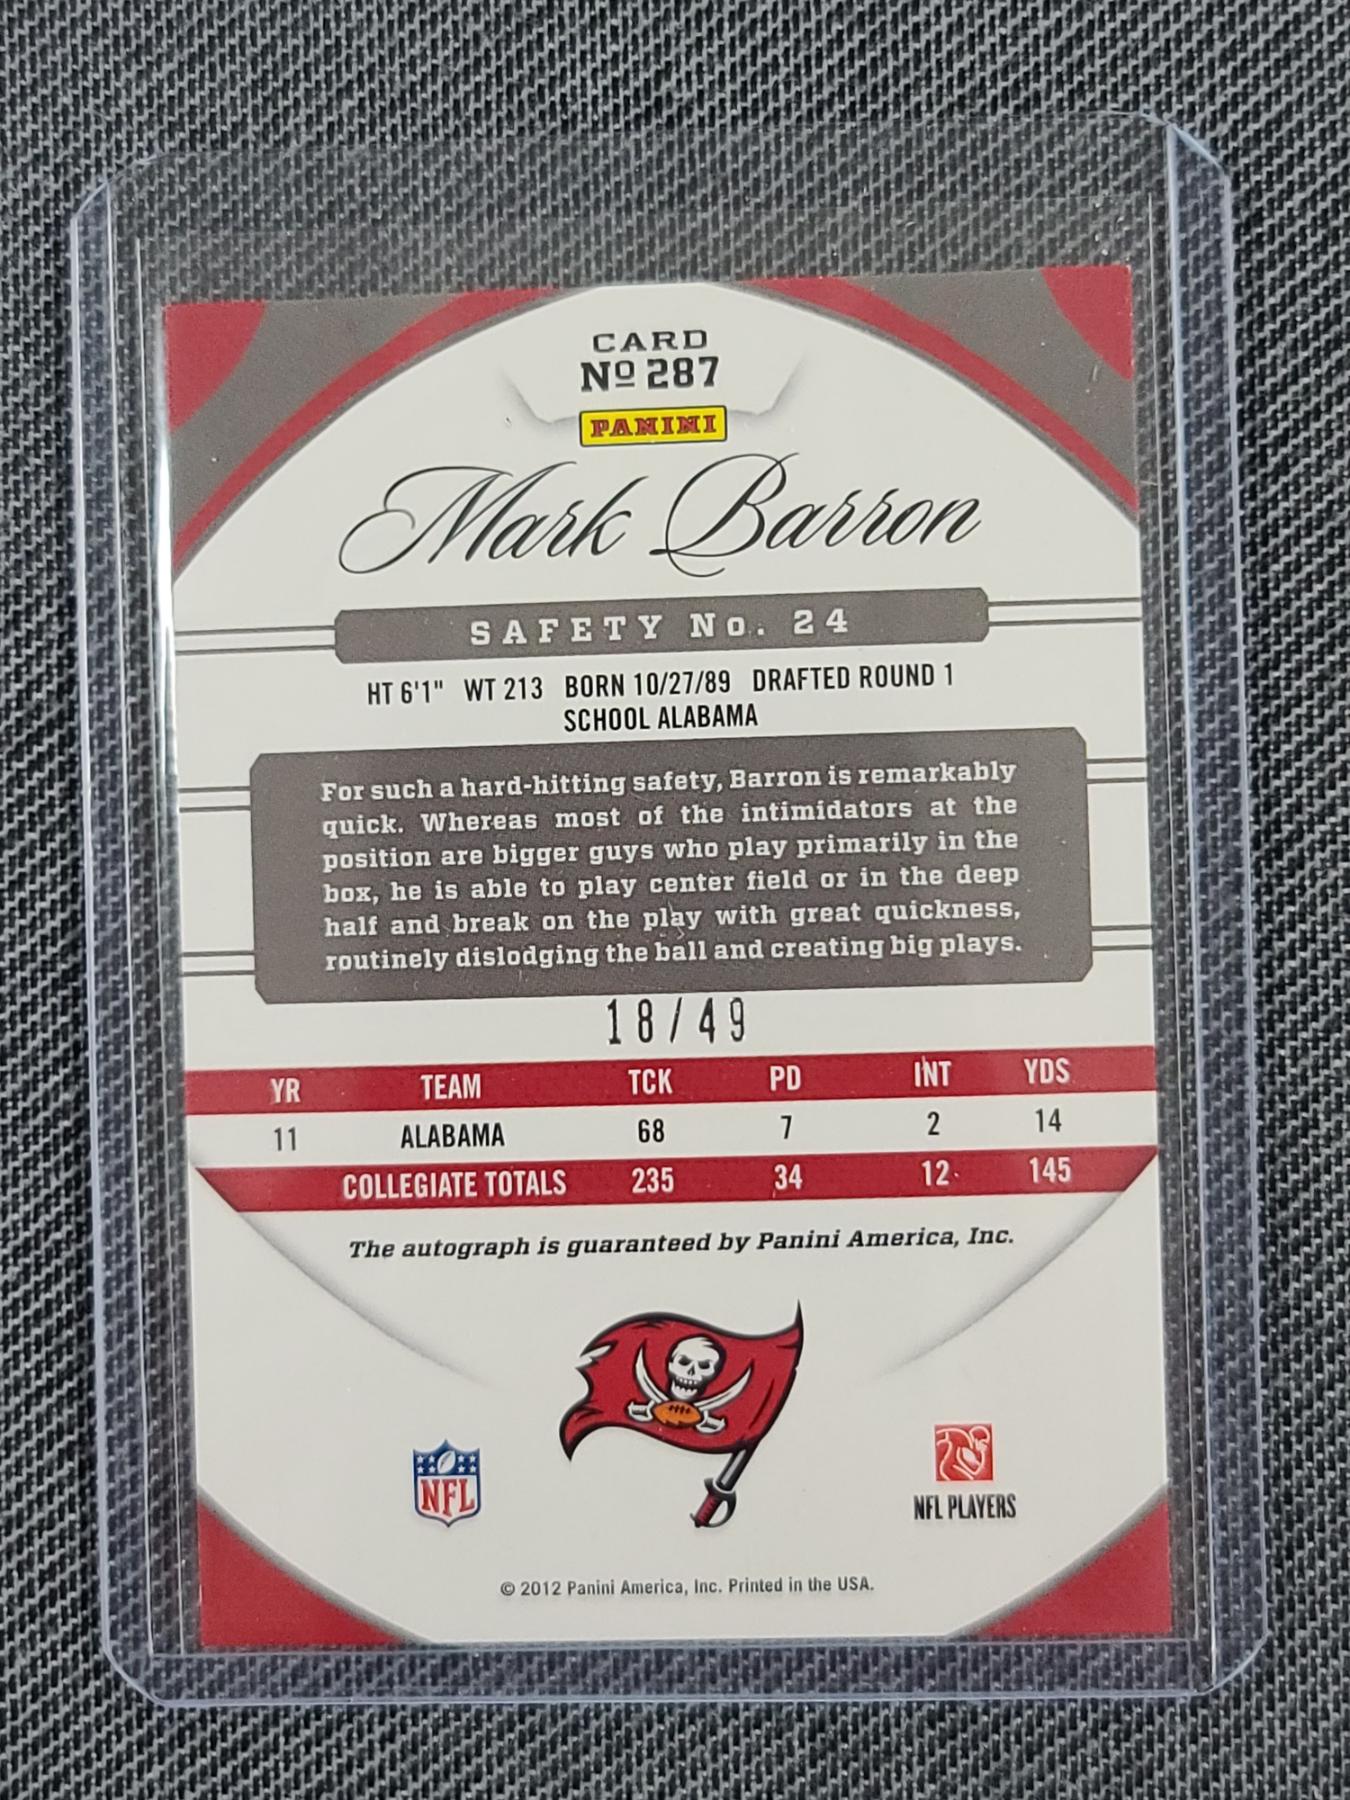 CARD
Nº 287
PANINI
Mark Barron
SAFETY No. 24
HT 6'1" WT 213 BORN 10/27/89 DRAFTED ROUND 1
SCHOOL ALABAMA
For such a hard-hitting safety, Barron is remarkably
quick. Whereas most of the intimidators at the
position are bigger guys who play primarily in the
box, he is able to play center field or in the deep
half and break on the play with great quickness,
routinely dislodging the ball and creating big plays.
18/49
YR TEAM TCK PD INT YDS
11 ALABAMA 68 7 2 14
COLLEGIATE TOTALS 235 34 12 145
The autograph is guaranteed by Panini America, Inc.
NFL
NFL PLAYERS
© 2012 Panini America, Inc. Printed in the USA.